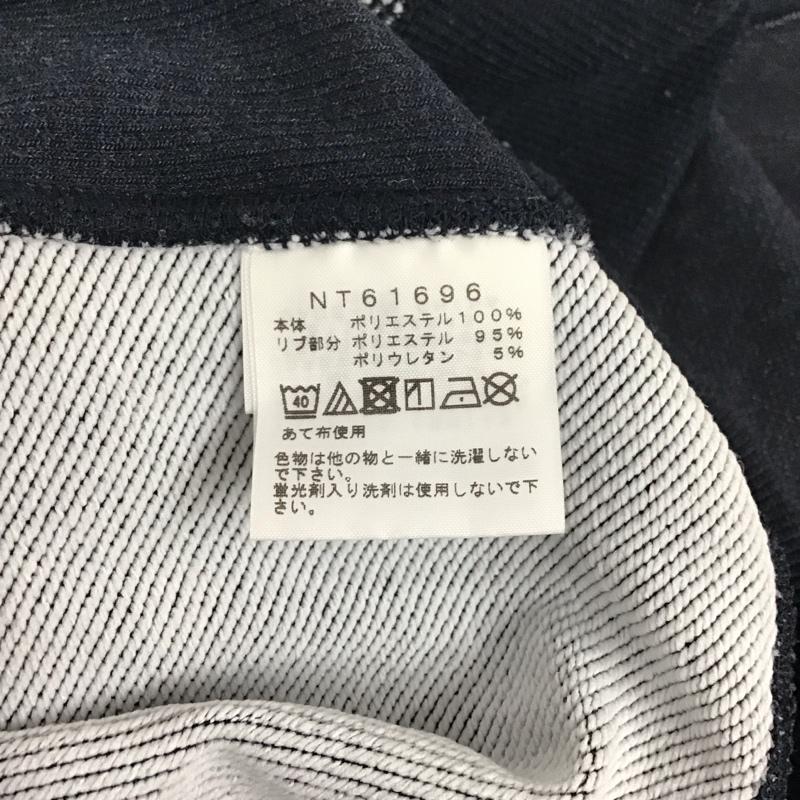 NT61696
本体 ポリエステル100%
リブ部分 ポリエステル 95%
ポリウレタン 5%
40
あて布使用
色物は他の物と一緒に洗濯しない
で下さい。
蛍光剤入り洗剤は使用しないで下
さい。